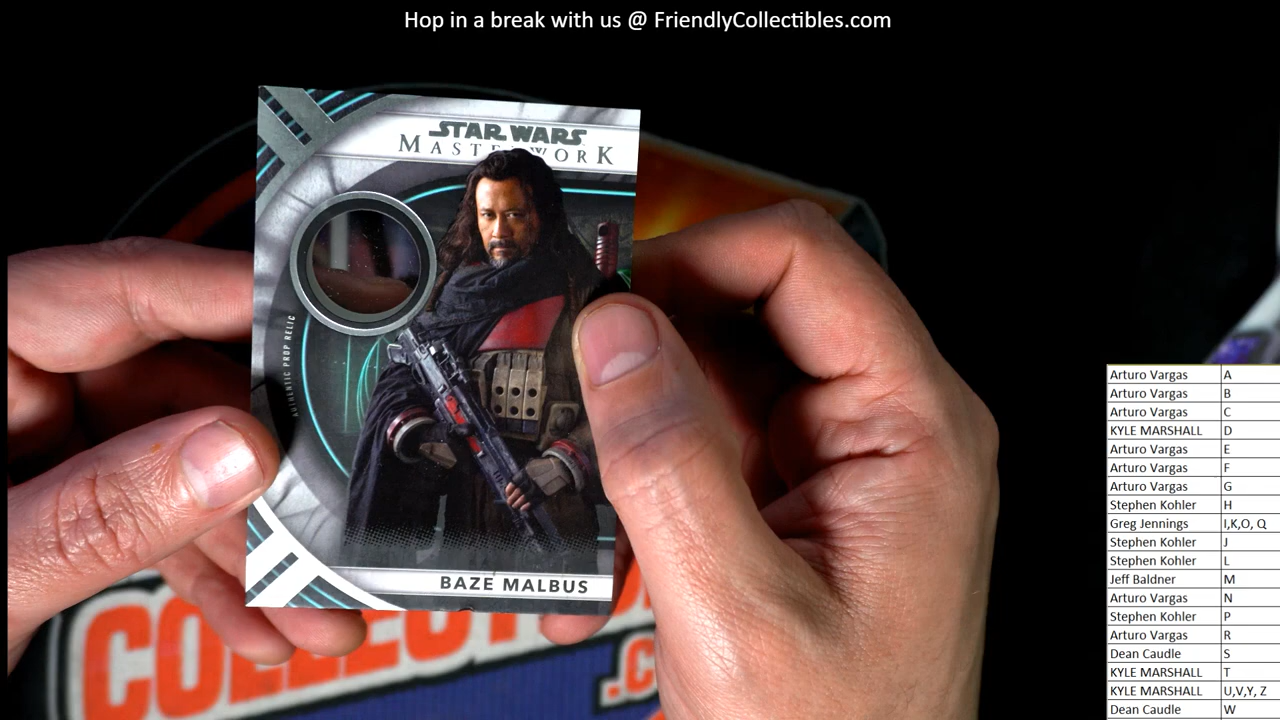 Hop in a break with us @ FriendlyCollectibles.com
STAR WARS
MASTERWORK
AUTHENTIC PROP RELIC
BAZE MALBUS
Arturo Vargas A
Arturo Vargas B
Arturo Vargas C
KYLE MARSHALL D
Arturo Vargas E
Arturo Vargas F
Arturo Vargas G
Stephen Kohler H
Greg Jennings I,K,O, Q
Stephen Kohler J
Stephen Kohler L
Jeff Baldner M
Arturo Vargas N
Stephen Kohler P
Arturo Vargas R
Dean Caudle S
KYLE MARSHALL T
KYLE MARSHALL U,V,Y, Z
Dean Caudle W